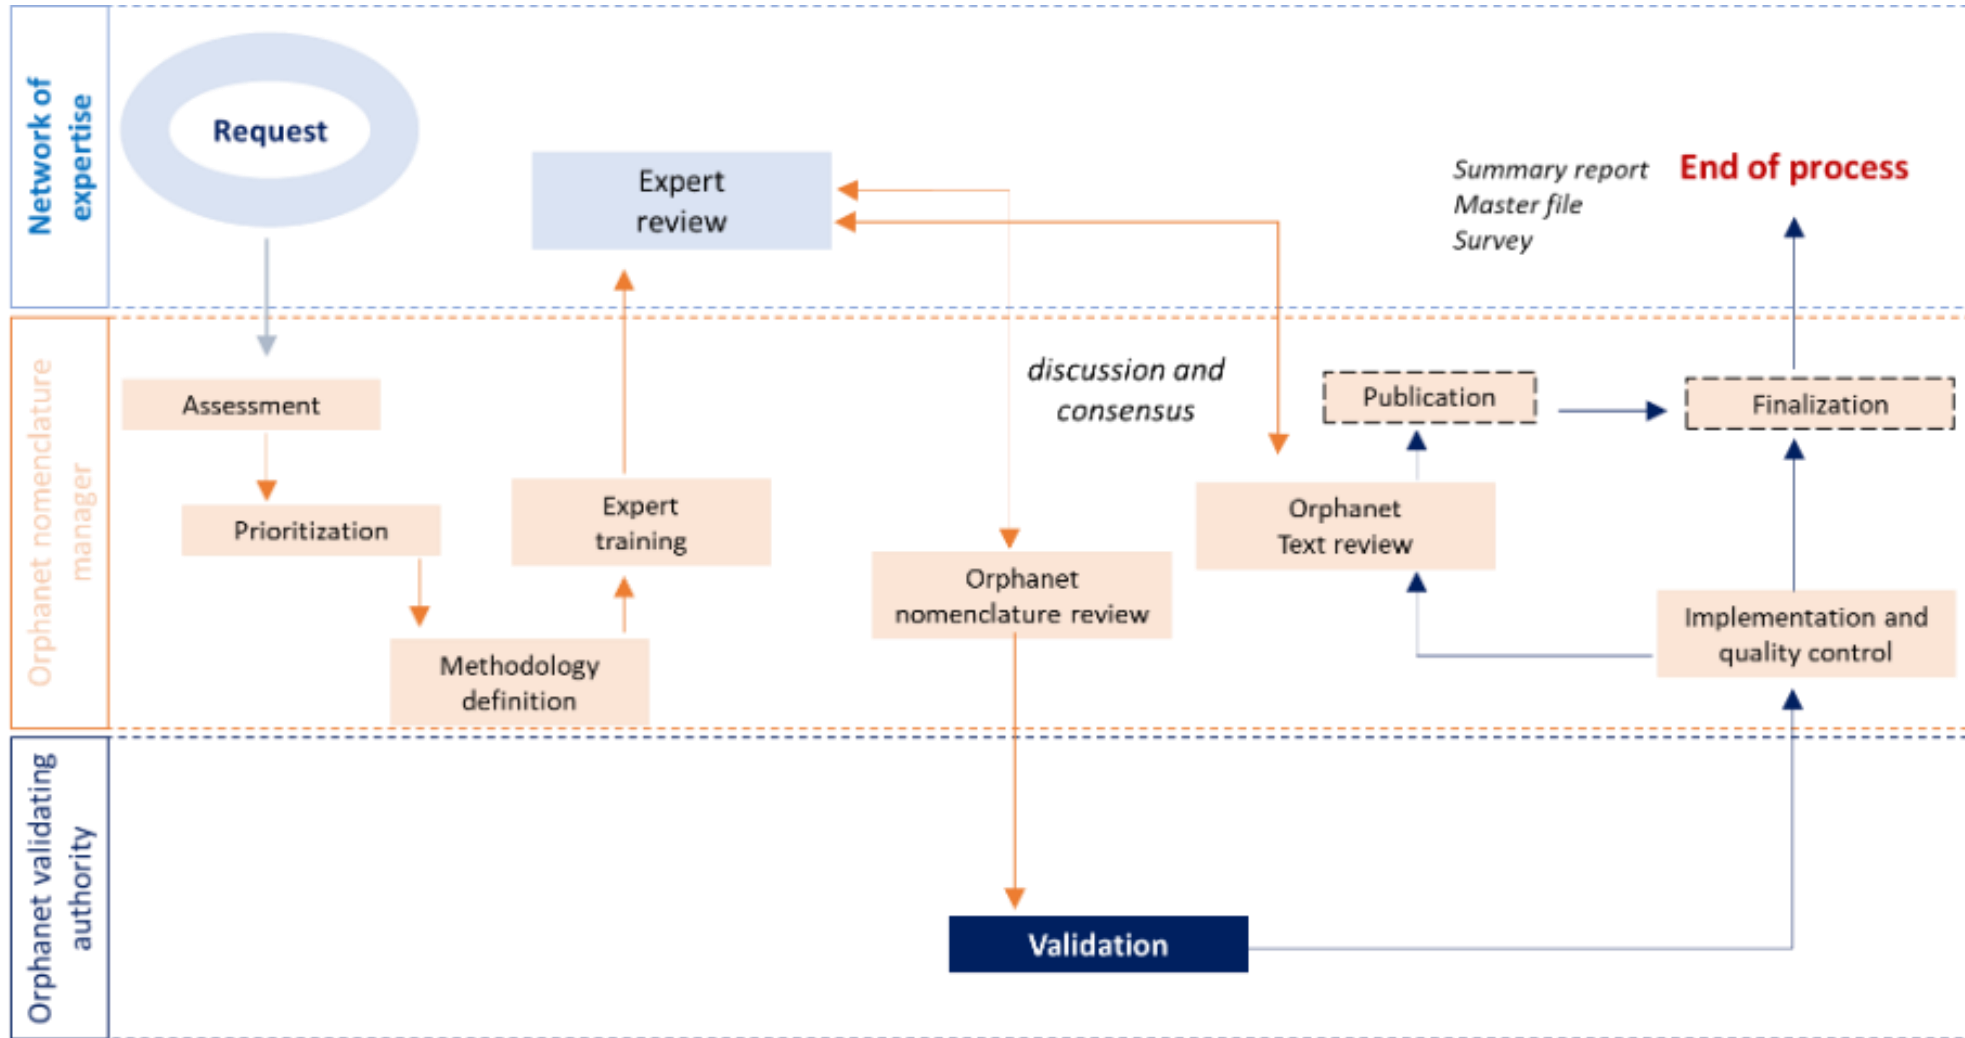 Network of
expertise
Request
Expert
review
Summary report
Master file
Survey
End of process
Orphanet nomenclature
manager
Assessment
Prioritization
Methodology
definition
Expert
training
discussion and
consensus
Orphanet
nomenclature review
Orphanet
Text review
Publication
Finalization
Implementation and
quality control
Orphanet validating
authority
Validation